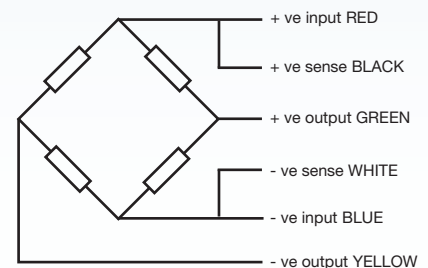 + ve input RED
+ ve sense BLACK
+ ve output GREEN
- ve sense WHITE
- ve input BLUE
- ve output YELLOW